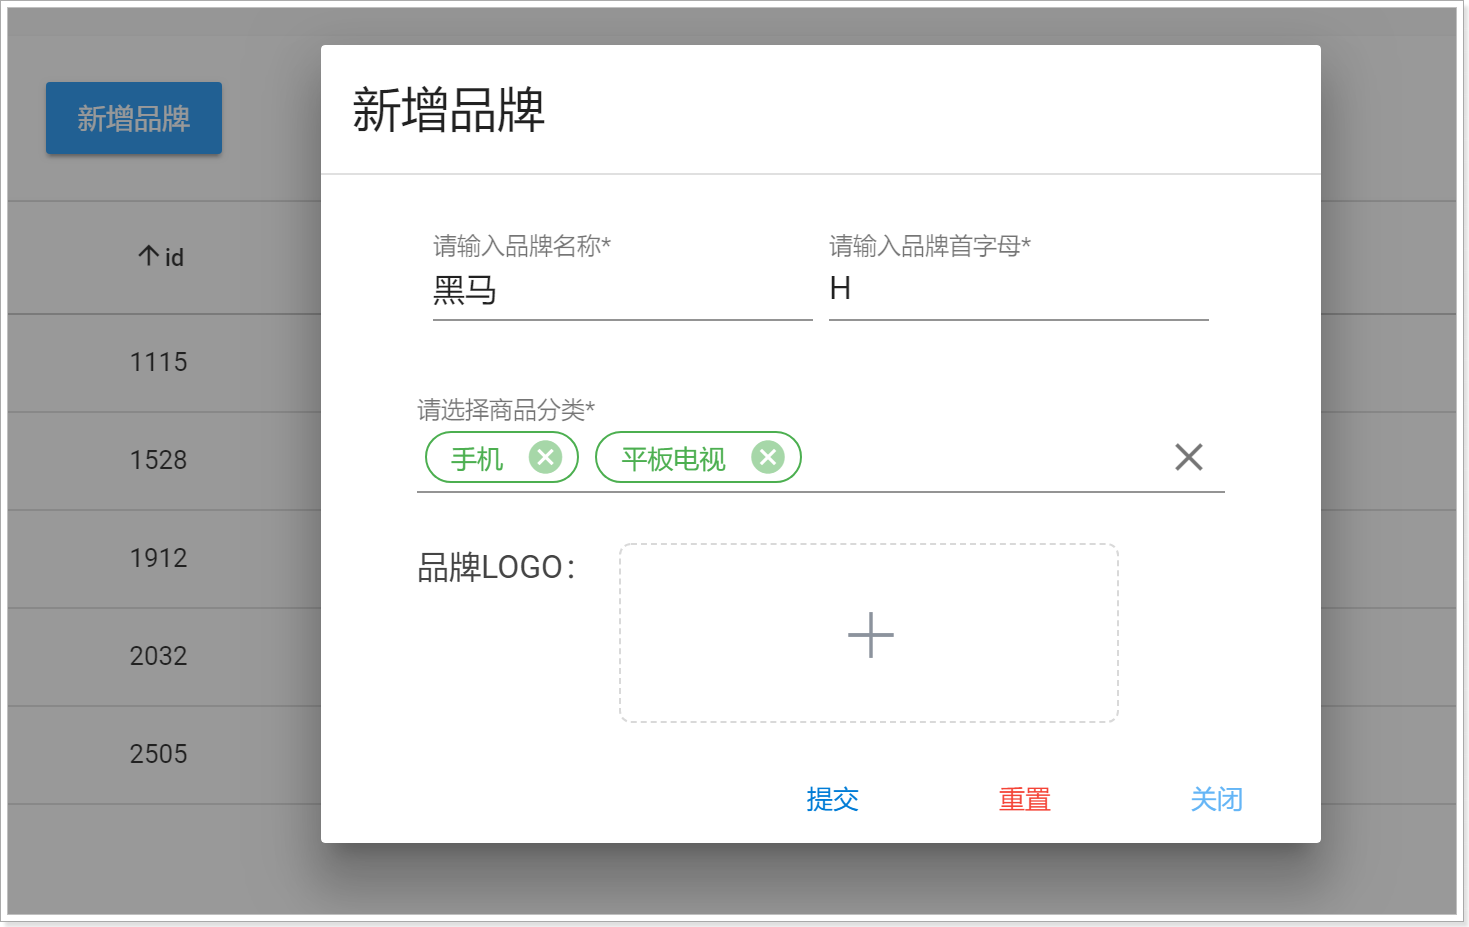 新增品牌
id
1115
1528
1912
2032
2505
新增品牌
请输入品牌名称*
黑马
请输入品牌首字母*
H
请选择商品分类*
手机
平板电视
品牌LOGO：
提交
重置
关闭